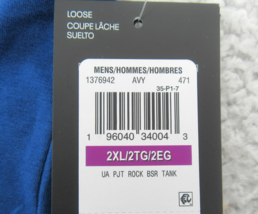 LOOSE
COUPE LÂCHE
SUELTO
MENS/HOMMES/HOMBRES
1376942 AVY 471
35-P1-7
1 96040 34004 3
2XL/2TG/2EG
UA PJT ROCK BSR TANK